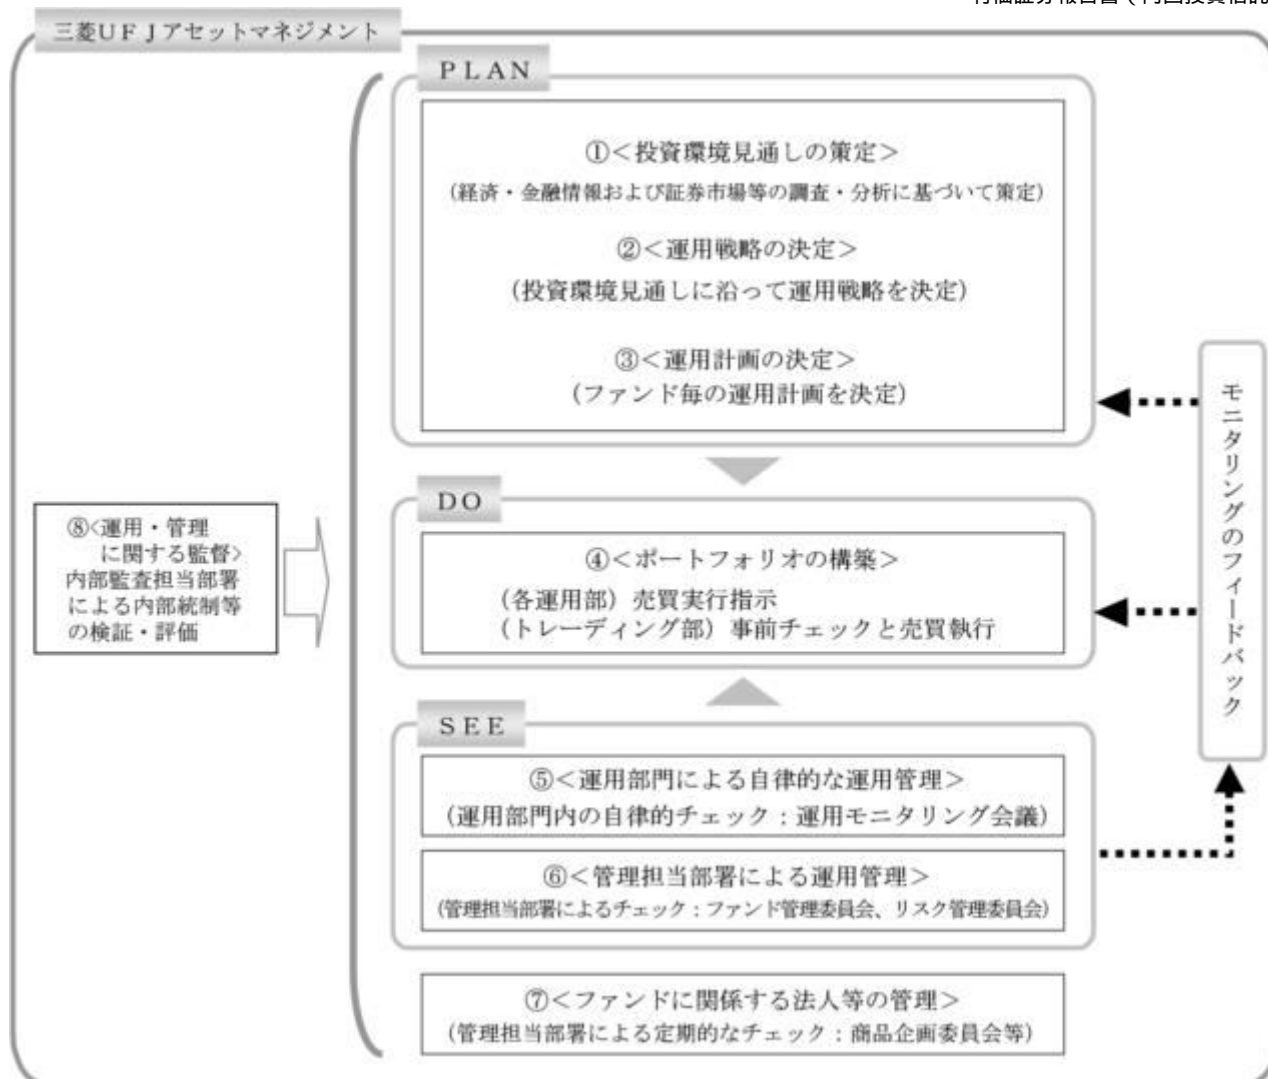 三菱ＵＦＪアセットマネジメント
ＰＬＡＮ
①＜投資環境見通しの策定＞
（経済・金融情報および証券市場等の調査・分析に基づいて策定）
②＜運用戦略の決定＞
（投資環境見通しに沿って運用戦略を決定）
③＜運用計画の決定＞
（ファンド毎の運用計画を決定）
ＤＯ
④＜ポートフォリオの構築＞
（各運用部）売買実行指示
（トレーディング部）事前チェックと売買執行
ＳＥＥ
⑤＜運用部門による自律的な運用管理＞
（運用部門内の自律的チェック：運用モニタリング会議）
⑥＜管理担当部署による運用管理＞
（管理担当部署によるチェック：ファンド管理委員会、リスク管理委員会）
⑦＜ファンドに関係する法人等の管理＞
（管理担当部署による定期的なチェック：商品企画委員会等）
⑧<運用・管理
に関する監督>
内部監査担当部署
による内部統制等
の検証・評価
モニタリングのフィードバック